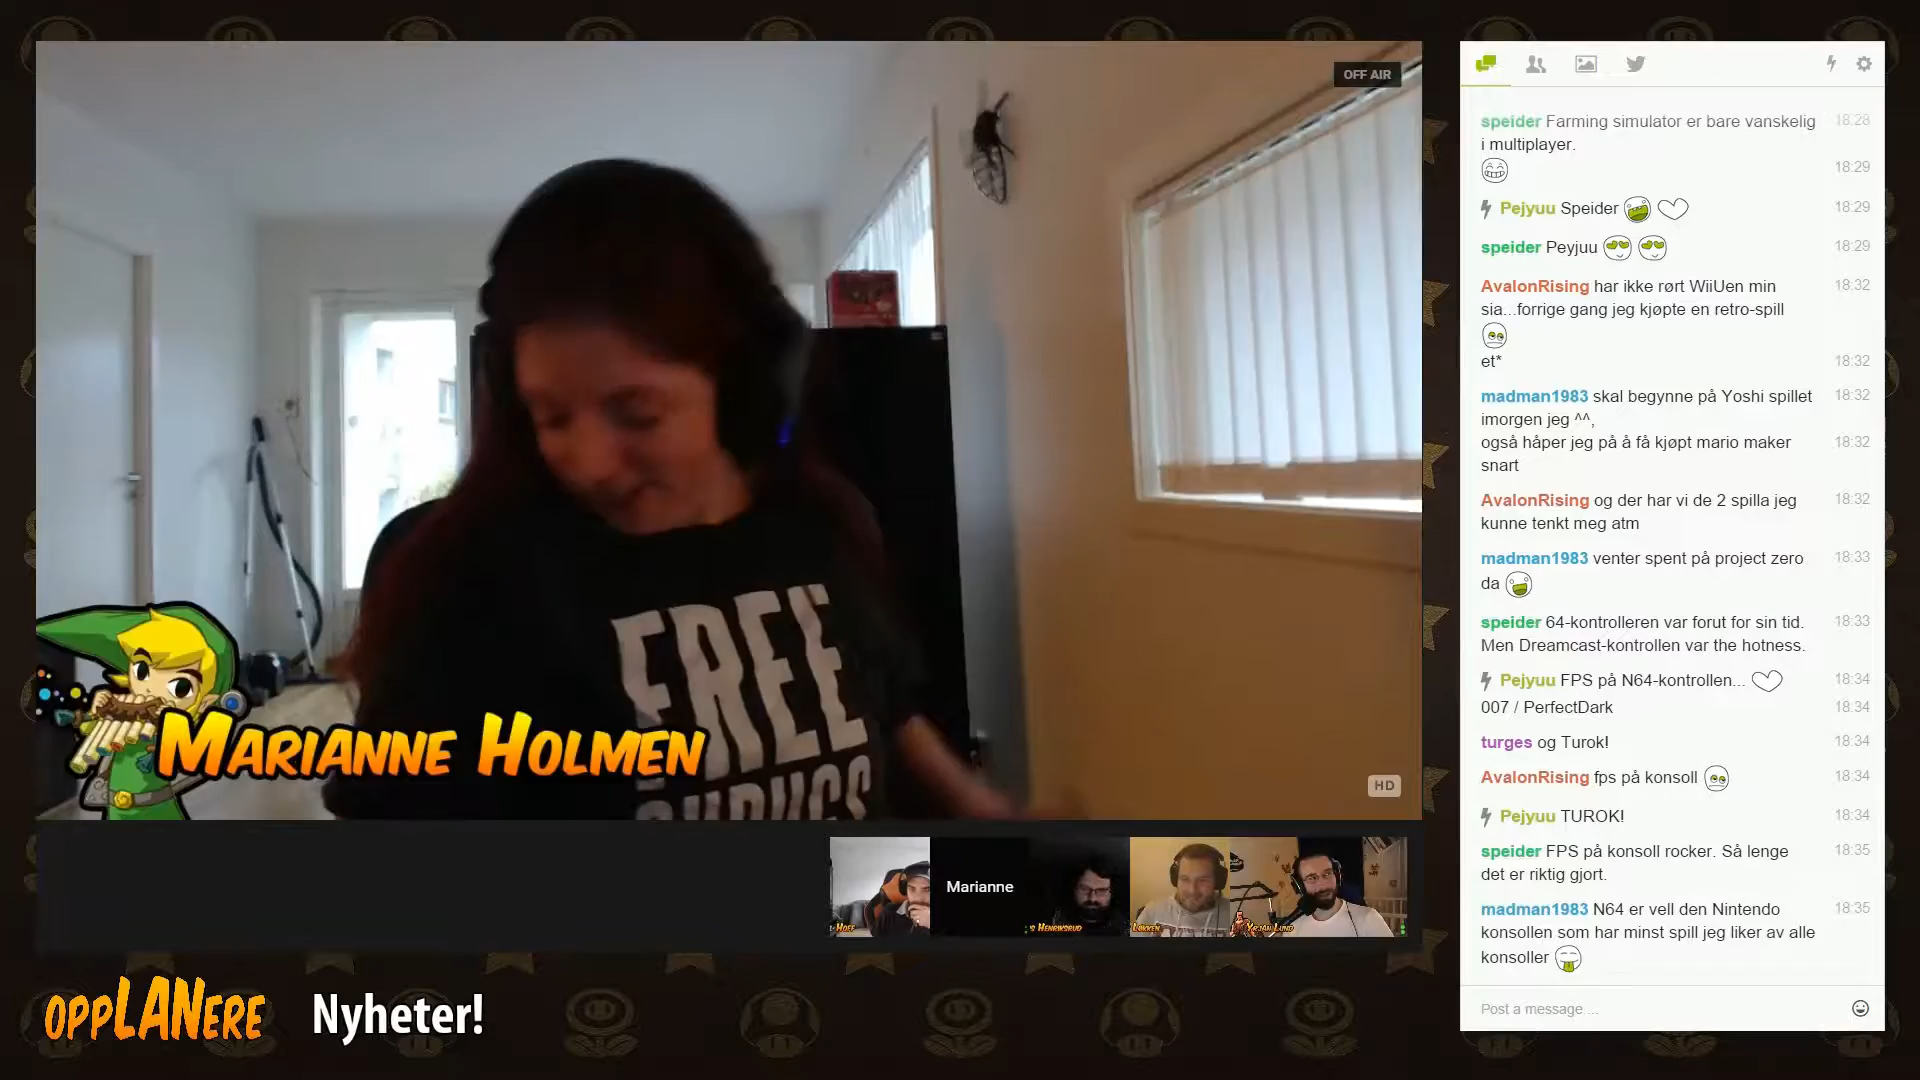 OFF AIR
FREE
HD
MARIANNE HOLMEN
HOFF
Marianne
HENRIKSRUD
LØKKEN
YRJAN LUND
OPPLANERE
Nyheter!
speider Farming simulator er bare vanskelig 18:28
i multiplayer.
18:29
Pejyuu Speider 18:29
speider Peyjuu 18:29
AvalonRising har ikke rørt WiiUen min 18:32
sia...forrige gang jeg kjøpte en retro-spill
et* 18:32
madman1983 skal begynne på Yoshi spillet 18:32
imorgen jeg ^^,
også håper jeg på å få kjøpt mario maker 18:32
snart
AvalonRising og der har vi de 2 spilla jeg 18:32
kunne tenkt meg atm
madman1983 venter spent på project zero 18:33
da
speider 64-kontrolleren var forut for sin tid. 18:33
Men Dreamcast-kontrollen var the hotness.
Pejyuu FPS på N64-kontrollen... 18:34
007 / PerfectDark 18:34
turges og Turok! 18:34
AvalonRising fps på konsoll 18:34
Pejyuu TUROK! 18:34
speider FPS på konsoll rocker. Så lenge 18:35
det er riktig gjort.
madman1983 N64 er vell den Nintendo 18:35
konsollen som har minst spill jeg liker av alle
konsoller
Post a message ...